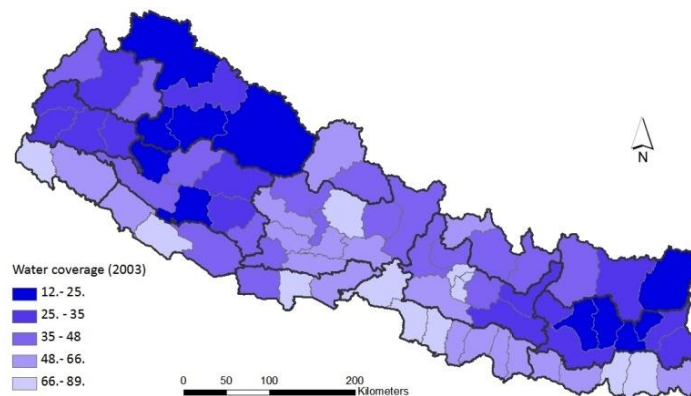 N
Water coverage (2003)
12.- 25.
25. - 35
35.- 48
48.- 66.
66.- 89.
0 50 100 200
Kilometers